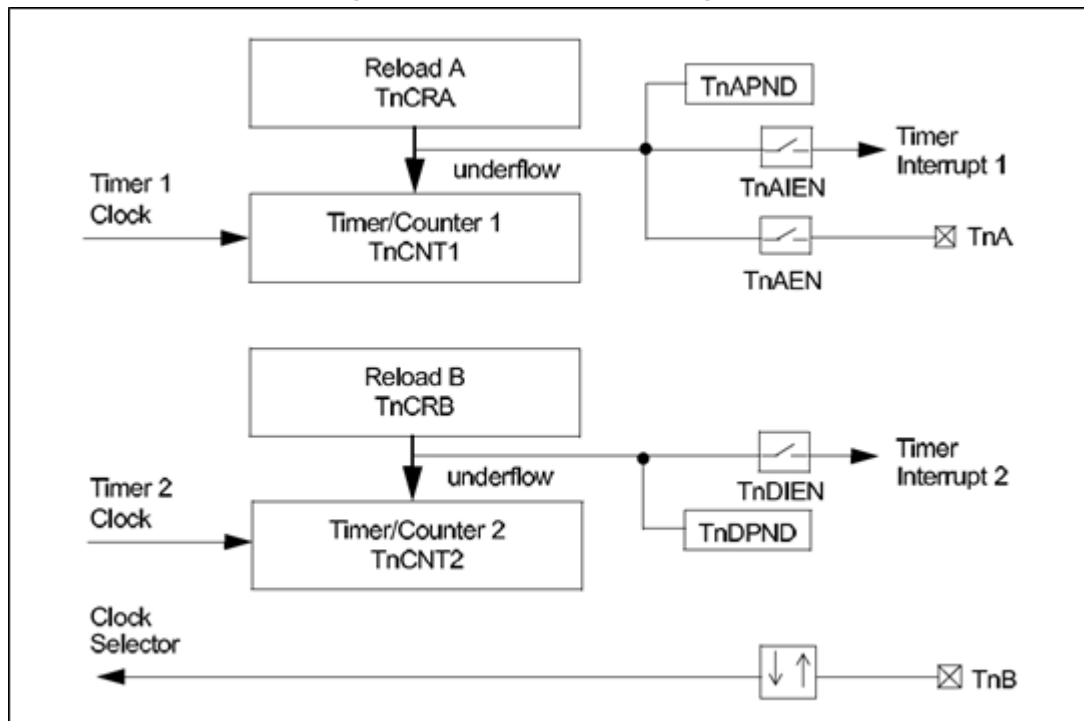 Reload A
TnCRA
TnAPND
underflow
Timer
Interrupt 1
TnAIEN
Timer 1
Clock
Timer/Counter 1
TnCNT1
TnA
TnAEN
Reload B
TnCRB
underflow
Timer
Interrupt 2
TnDIEN
Timer 2
Clock
Timer/Counter 2
TnCNT2
TnDPND
Clock
Selector
TnB